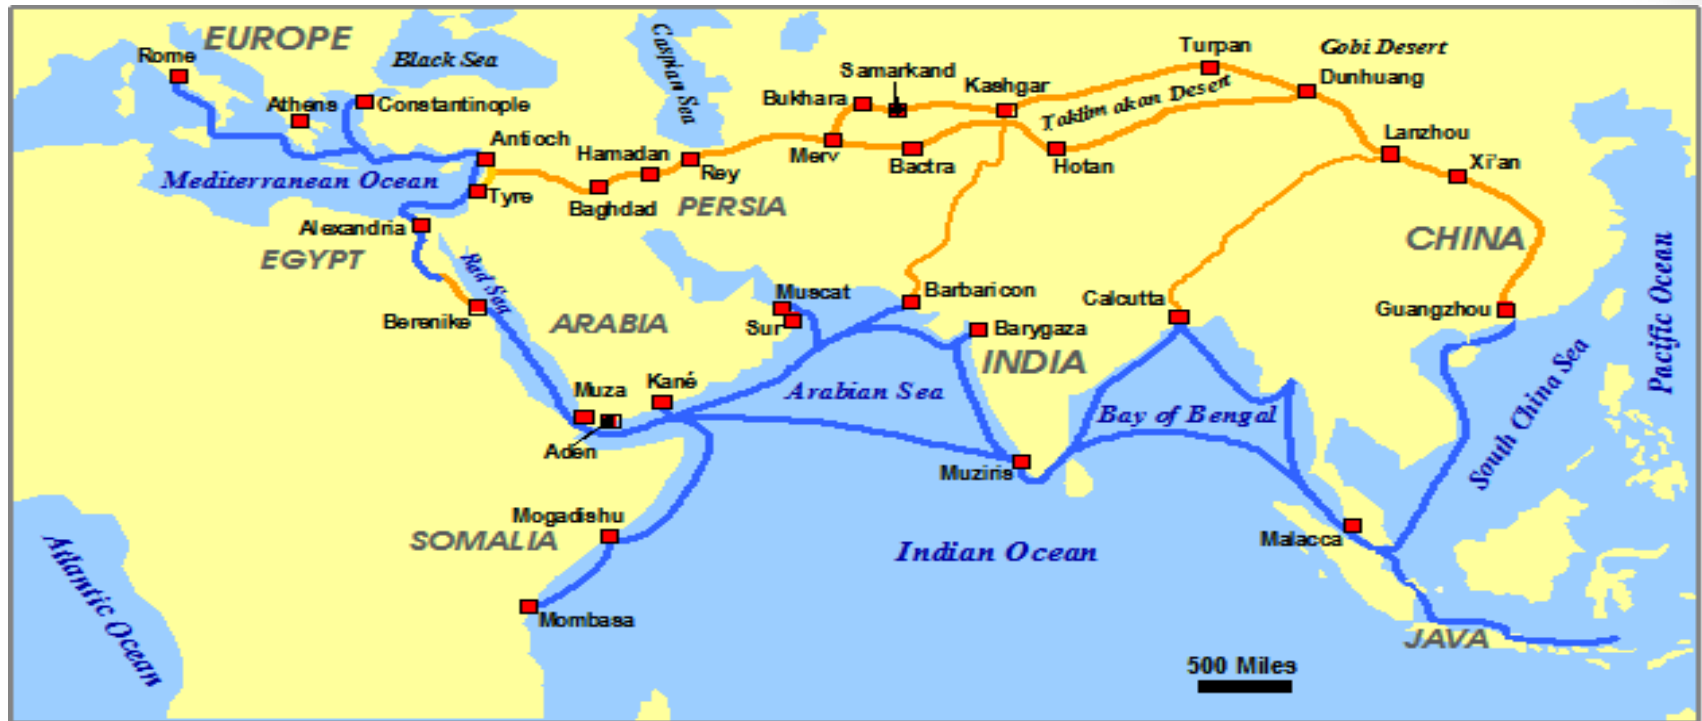 EUROPE
Rome
Black Sea
Caspian Sea
Turpan
Gobi Desert
Samarkand
Kashgar
Dunhuang
Bukhara
Athens
Constantinople
Taklim akan Desert
Antioch
Hamadan
Merv
Bactra
Hotan
Lanzhou
Xi'an
Rey
Mediterranean Ocean
Tyre
Baghdad
PERSIA
Alexandria
EGYPT
Rad Sea
CHINA
Pacific Ocean
Muscat
Barbaricon
Calcutta
Guangzhou
Berenike
ARABIA
Sur
Barygaza
INDIA
Muza
Kané
Arabian Sea
Bay of Bengal
South China Sea
Aden
Muziris
Mogadishu
SOMALIA
Indian Ocean
Malacca
Atlantic Ocean
Mombasa
JAVA
500 Miles